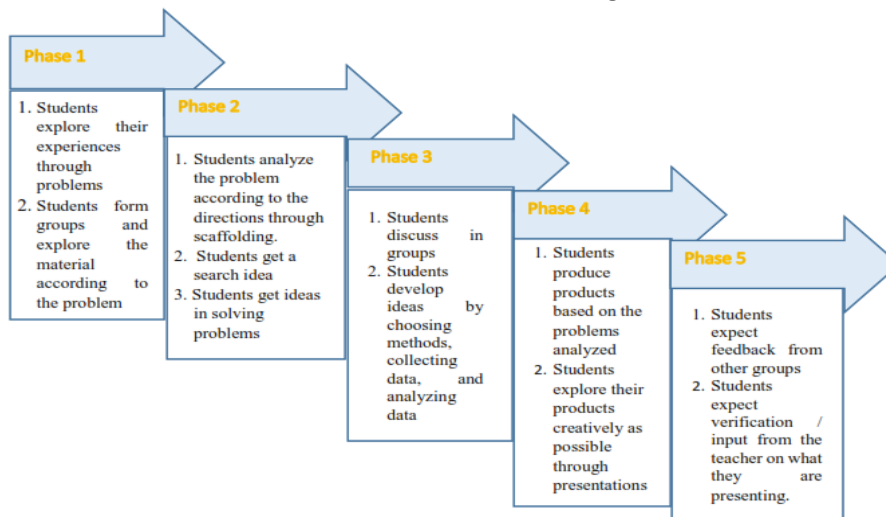 Phase 1
1. Students
explore their
experiences
through
problems
2. Students form
groups and
explore the
material
according to
the problem
Phase 2
1. Students analyze
the problem
according to the
directions through
scaffolding.
2. Students get a
search idea
3. Students get ideas
in solving
problems
Phase 3
1. Students
discuss in
groups
2. Students
develop
ideas by
choosing
methods,
collecting
data, and
analyzing
data
Phase 4
1. Students
produce
products
based on the
problems
analyzed
2. Students
explore their
products
creatively as
possible
through
presentations
Phase 5
1. Students
expect
feedback from
other groups
2. Students
expect
verification /
input from the
teacher on what
they are
presenting.